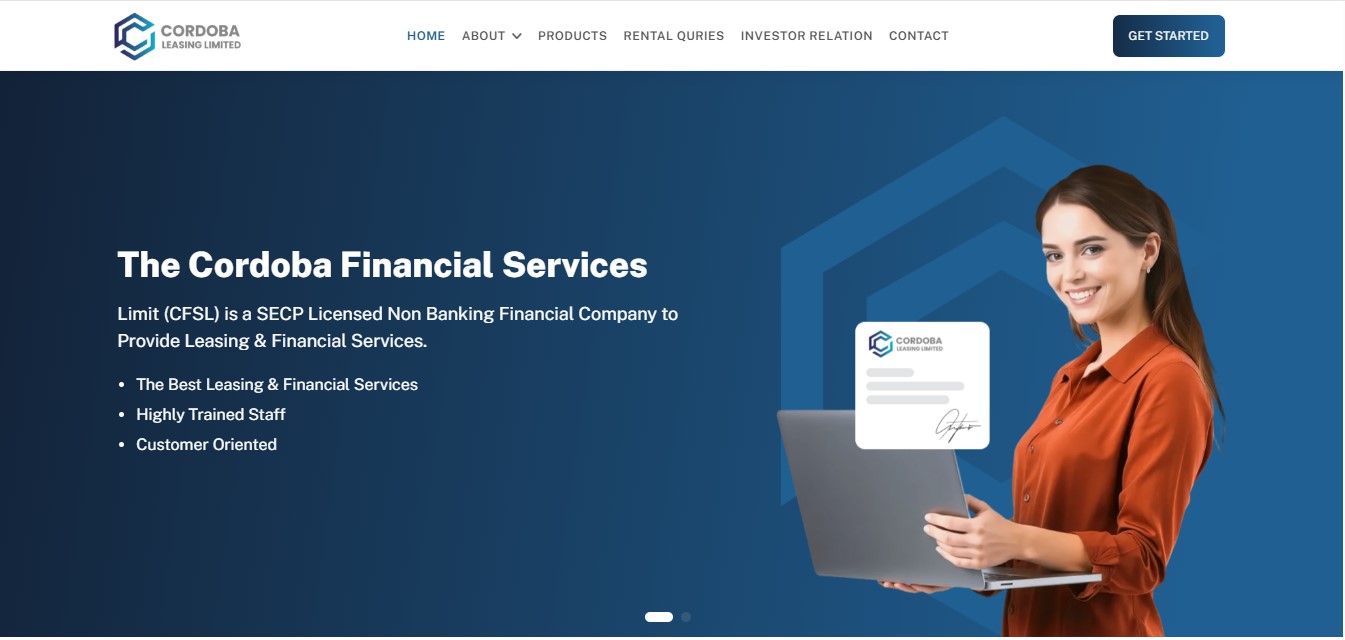 CORDOBA
LEASING LIMITED
HOME ABOUT PRODUCTS RENTAL QURIES INVESTOR RELATION CONTACT
GET STARTED
The Cordoba Financial Services
Limit (CFSL) is a SECP Licensed Non Banking Financial Company to
Provide Leasing & Financial Services.
• The Best Leasing & Financial Services
• Highly Trained Staff
• Customer Oriented
CORDOBA
LEASING LIMITED